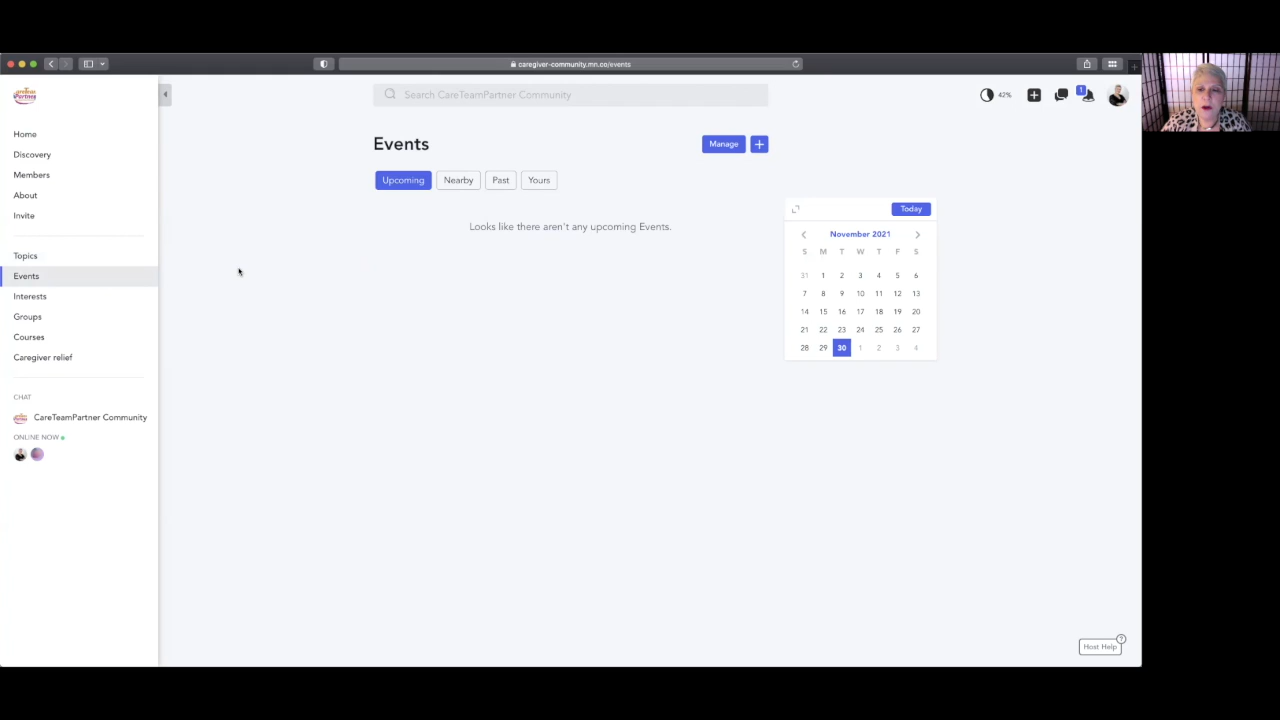 caregiver-community.mn.co/events
CareTeam
Partner
Search CareTeamPartner Community
42%
1
Home
Discovery
Members
About
Invite
Topics
Events
Interests
Groups
Courses
Caregiver relief
CHAT
CareTeamPartner Community
ONLINE NOW
Events
Manage
+
Upcoming
Nearby
Past
Yours
Looks like there aren't any upcoming Events.
Today
November 2021
S M T W T F S
31 1 2 3 4 5 6
7 8 9 10 11 12 13
14 15 16 17 18 19 20
21 22 23 24 25 26 27
28 29 30 1 2 3 4
Host Help
?